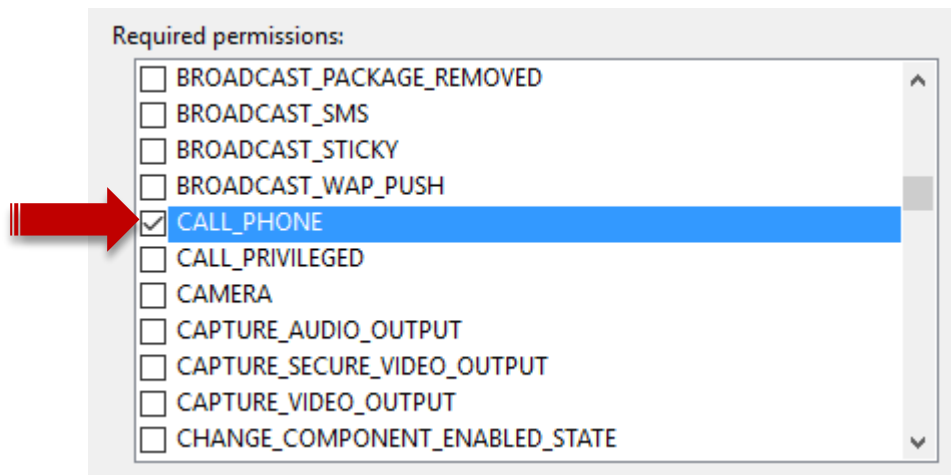 Required permissions:
BROADCAST_PACKAGE_REMOVED
BROADCAST_SMS
BROADCAST_STICKY
BROADCAST_WAP_PUSH
CALL_PHONE
CALL_PRIVILEGED
CAMERA
CAPTURE_AUDIO_OUTPUT
CAPTURE_SECURE_VIDEO_OUTPUT
CAPTURE_VIDEO_OUTPUT
CHANGE_COMPONENT_ENABLED_STATE